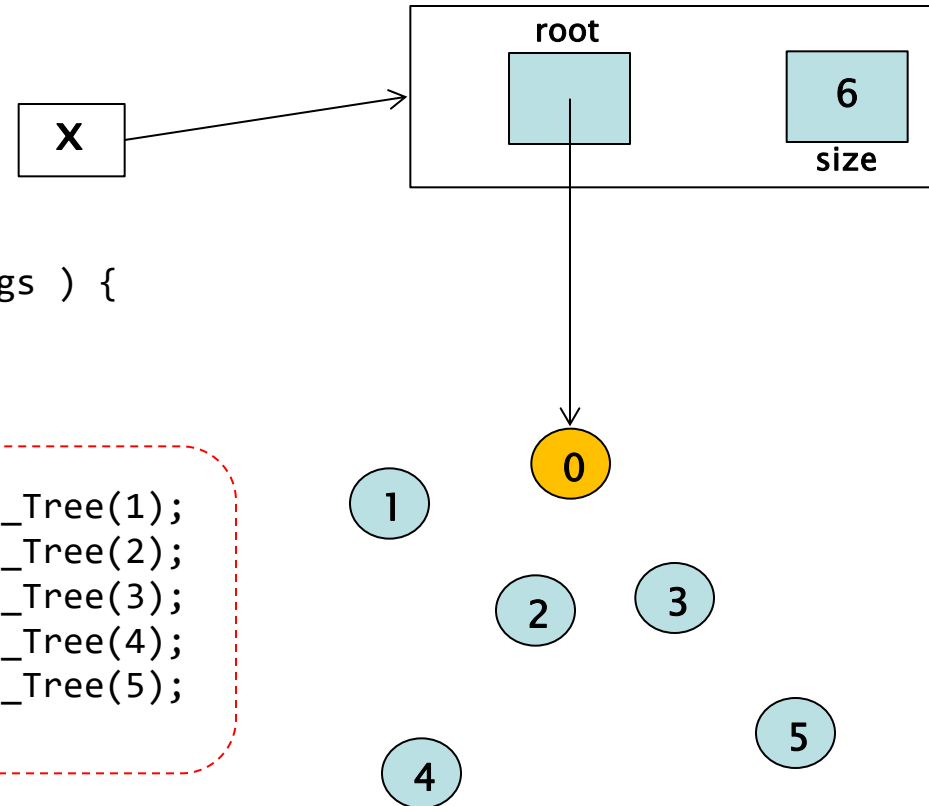 root
6
X
size
gs ) {
0
_Tree(1);
1
_Tree(2);
_Tree(3);
2
3
_Tree(4);
_Tree(5);
5
4